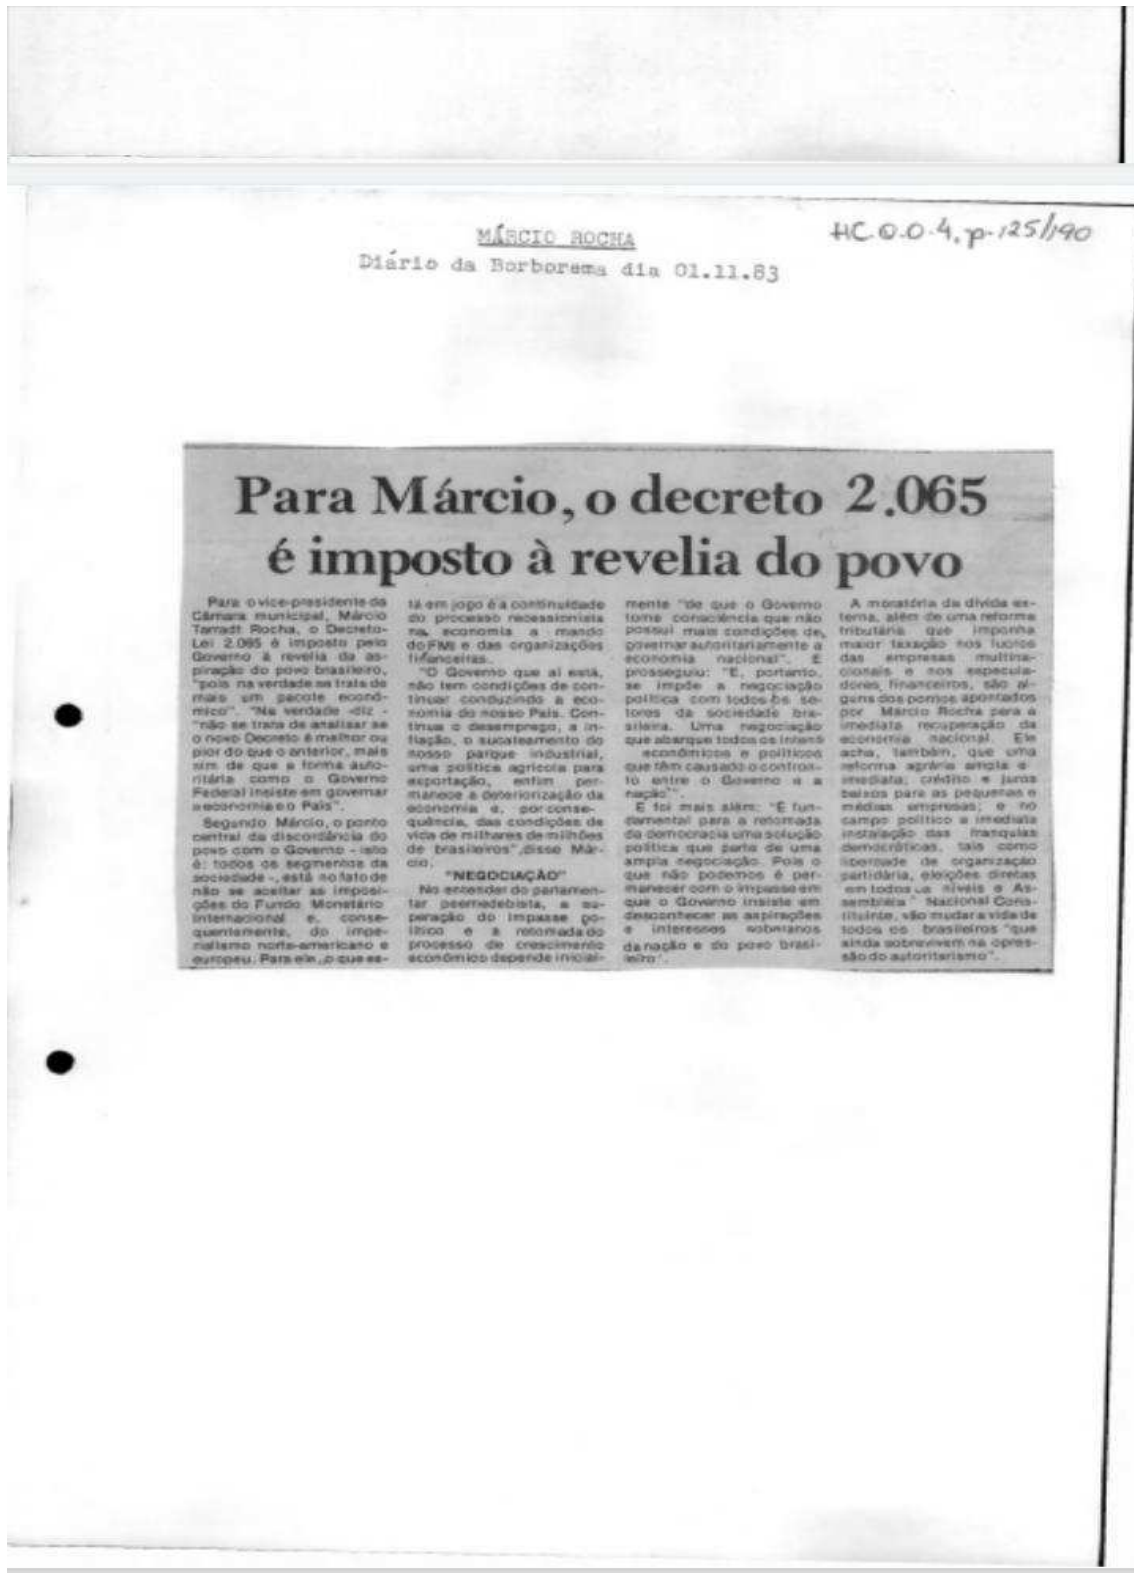 MÁRCIO ROCHA
Diário da Borborema dia 01.11.83
HC.0.0.4, p.125/190
Para Márcio, o decreto 2.065
é imposto à revelia do povo
Para o vice-presidente da
Câmara municipal, Márcio
Tarradt Rocha, o Decreto-
Lei 2.065 é imposto pelo
Governo à revelia da as-
piração do povo brasileiro,
"pois na verdade se trata de
mais um pacote econô-
mico". "Na verdade -diz -
"não se trata de analisar se
o novo Decreto é melhor ou
pior do que o anterior, mais
sim de que a forma auto-
ritária como o Governo
Federal insiste em governar
a economia e o País".
Segundo Márcio, o ponto
central da discordância do
povo com o Governo - isto
é: todos os segmentos da
sociedade -, está no fato de
não se aceitar as imposi-
ções do Fundo Monetário
Internacional e, conse-
quentemente, do impe-
rialismo norte-americano e
europeu. Para ele, o que es-
tá em jogo é a continuidade
do processo recessionista
na economia a mando
do FMI e das organizações
financeiras.
"O Governo que aí está,
não tem condições de con-
tinuar conduzindo a eco-
nomia do nosso País. Con-
tinua o desemprego, a in-
flação, o sucateamento do
nosso parque industrial,
uma política agrícola para
exportação, enfim per-
manece a deteriorização da
economia e, por conse-
quência, das condições de
vida de milhares de milhões
de brasileiros", disse Már-
cio.
"NEGOCIAÇÃO"
No entender do parlamen-
tar peemedebista, a su-
peração do impasse po-
lítico e a retomada do
processo de crescimento
econômico depende inicial-
mente "de que o Governo
tome consciência que não
possui mais condições de,
governar autoritariamente a
economia nacional". E
prosseguiu: "E, portanto,
se impõe a negociação
política com todos os se-
tores da sociedade bra-
sileira. Uma negociação
que abarque todos os intens
econômicos e políticos
que têm causado o confron-
to entre o Governo e a
nação"".
E foi mais além: "É fun-
damental para a retomada
da democracia uma solução
política que parte de uma
ampla negociação. Pois o
que não podemos é per-
manecer com o impasse em
que o Governo insiste em
desconhecer as aspirações
e interesses soberanos
da nação e do povo brasi-
leiro".
A moratória da dívida ex-
terna, além de uma reforma
tributária que imponha
maior taxação nos lucros
das empresas multina-
cionais e nos especula-
dores financeiros, são al-
guns dos pontos apontados
por Márcio Rocha para a
imediata recuperação da
economia nacional. Ele
acha, também, que uma
reforma agrária ampla e
imediata; crédito e juros
baixos para as pequenas e
médias empresas; e no
campo político a imediata
instalação das franquias
democráticas, tais como
liberdade de organização
partidária, eleições diretas
em todos os níveis e As-
sembléia" Nacional Cons-
tituinte, vão mudar a vida de
todos os brasileiros "que
ainda sobrevivem na opres-
são do autoritarismo".